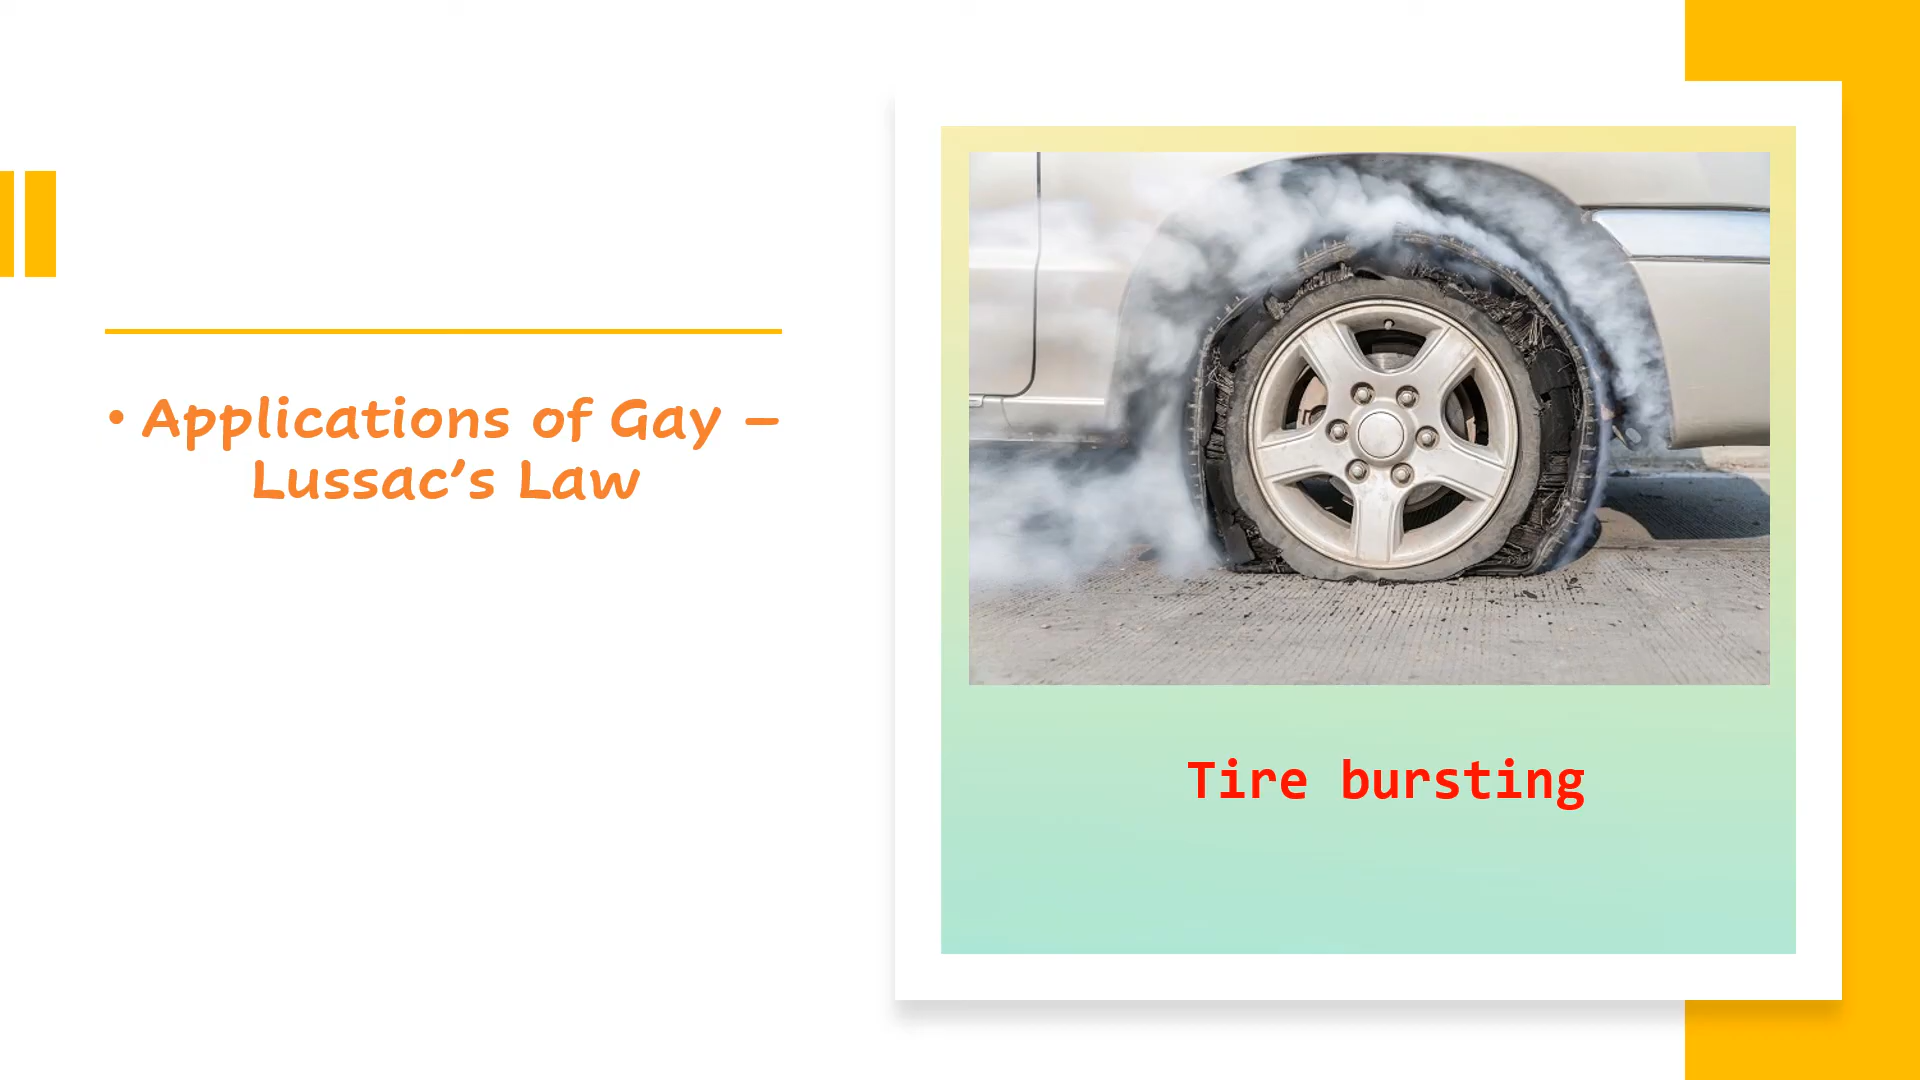 • Applications of Gay –
Lussac’s Law
Tire bursting